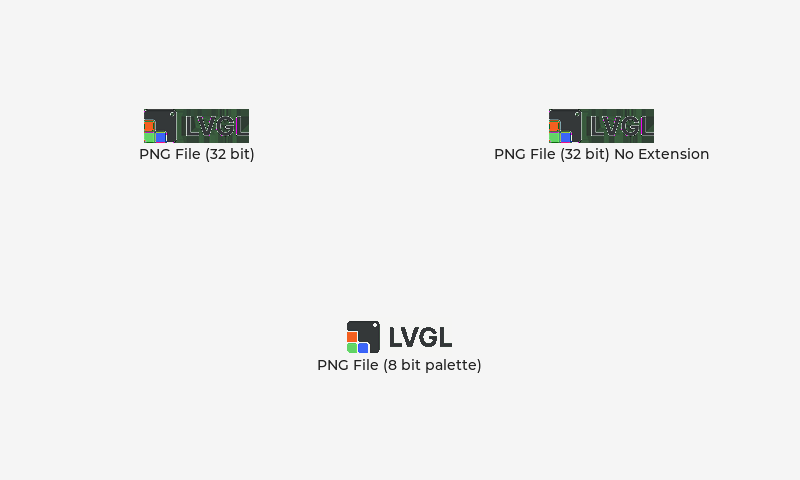 LVGL
PNG File (32 bit)
LVGL
PNG File (32 bit) No Extension
LVGL
PNG File (8 bit palette)